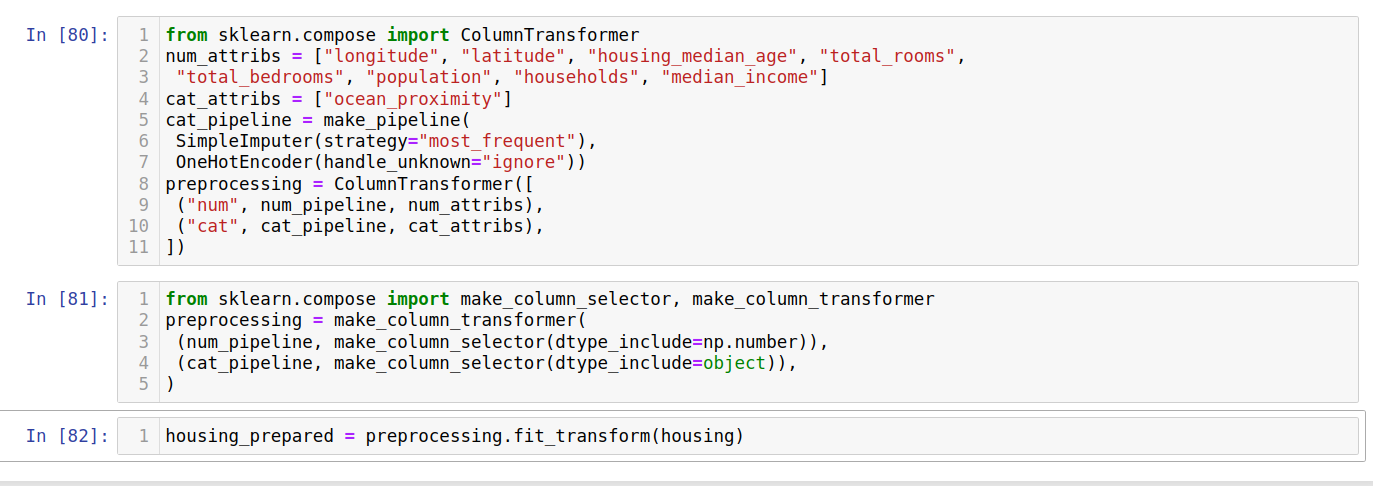 In [80]:
1 from sklearn.compose import ColumnTransformer
2 num_attribs = ["longitude", "latitude", "housing_median_age", "total_rooms",
3  "total_bedrooms", "population", "households", "median_income"]
4 cat_attribs = ["ocean_proximity"]
5 cat_pipeline = make_pipeline(
6  SimpleImputer(strategy="most_frequent"),
7  OneHotEncoder(handle_unknown="ignore"))
8 preprocessing = ColumnTransformer([
9  ("num", num_pipeline, num_attribs),
10  ("cat", cat_pipeline, cat_attribs),
11 ])
In [81]:
1 from sklearn.compose import make_column_selector, make_column_transformer
2 preprocessing = make_column_transformer(
3  (num_pipeline, make_column_selector(dtype_include=np.number)),
4  (cat_pipeline, make_column_selector(dtype_include=object)),
5 )
In [82]:
1 housing_prepared = preprocessing.fit_transform(housing)